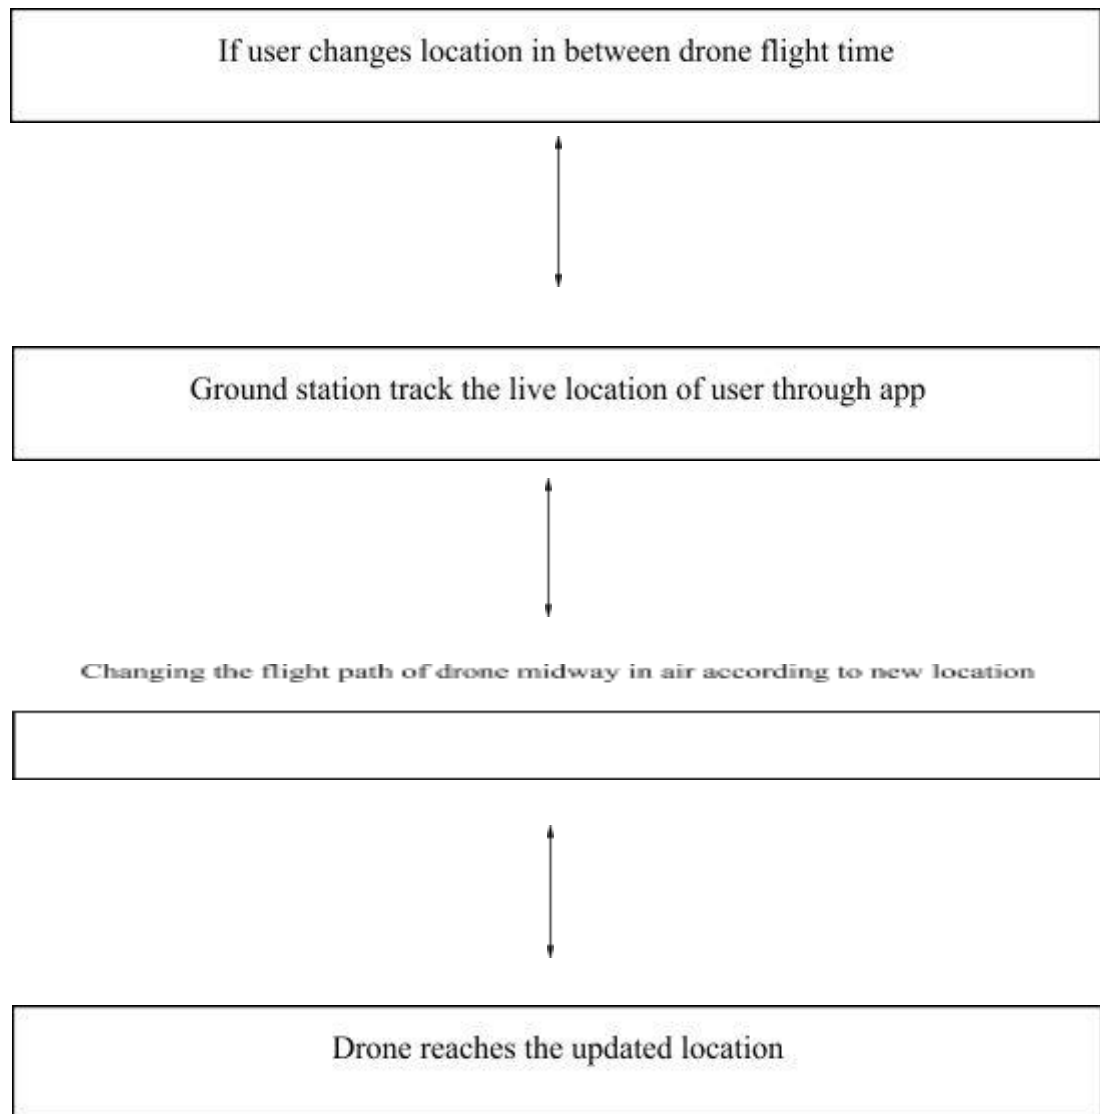 If user changes location in between drone flight time
Ground station track the live location of user through app
Changing the flight path of drone midway in air according to new location
Drone reaches the updated location